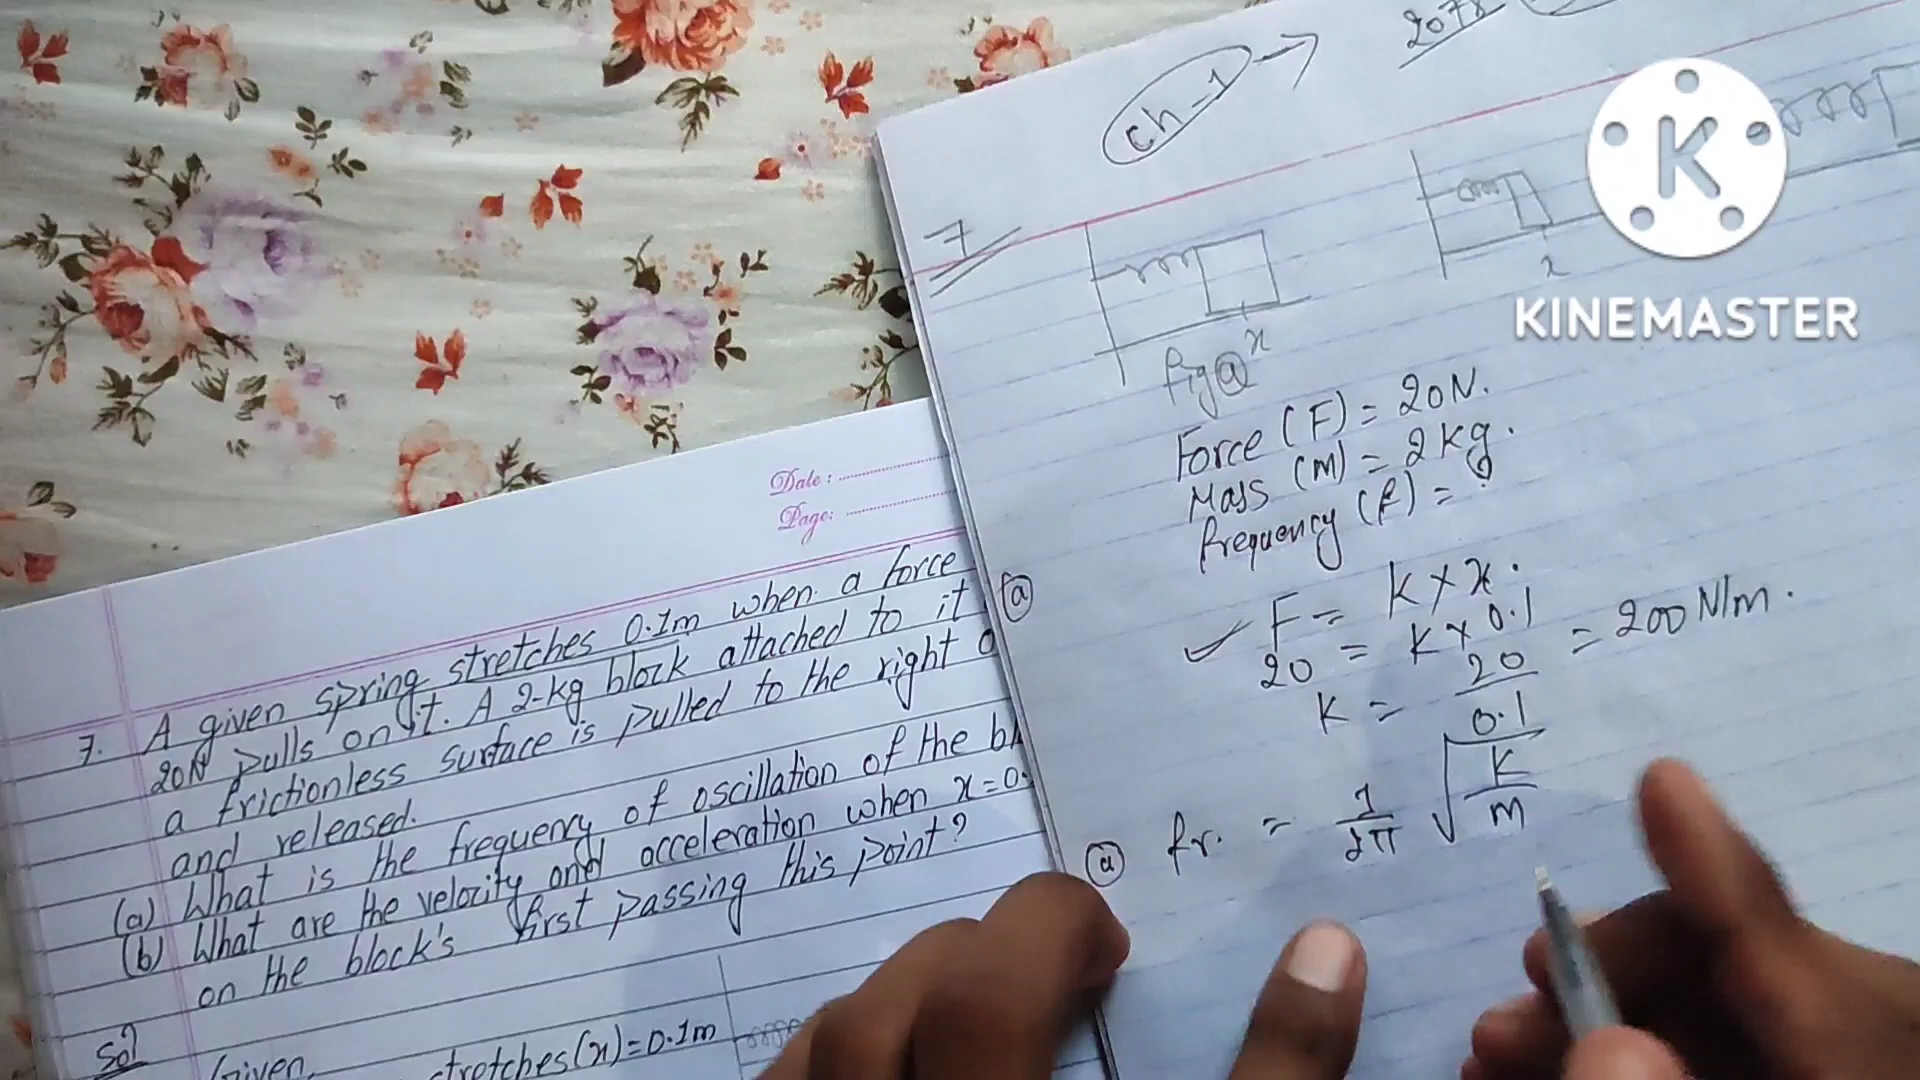 Date:
Page:
7. A given spring stretches 0.1m when a force
20N pulls on it. A 2-kg block attached to it
a frictionless surface is pulled to the right
and released.
(a) What is the frequency of oscillation of the
(b) What are the velocity and acceleration when x=0.
on the block's first passing this point?
Sol?
Given,
stretches(x)=0.1m
Ch-1 → 2078
7
x
x
fig(a)
Force (F) = 20N.
Mass (m) = 2 kg.
frequency (f) = ?
(a)
F = K × x.
20 = K × 0.1
K = 20/0.1 = 200 N/m.
(a) fr. = 1/2π √K/m
K
KINEMASTER